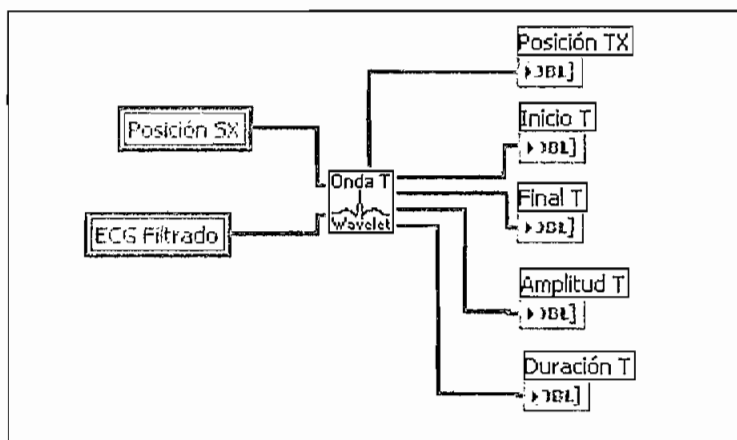 Posición TX
DBL]
Posición SX
Inicio T
DBL]
Onda T
Wavelet
Final T
DBL]
ECG Filtrado
Amplitud T
DBL]
Duración T
DBL]